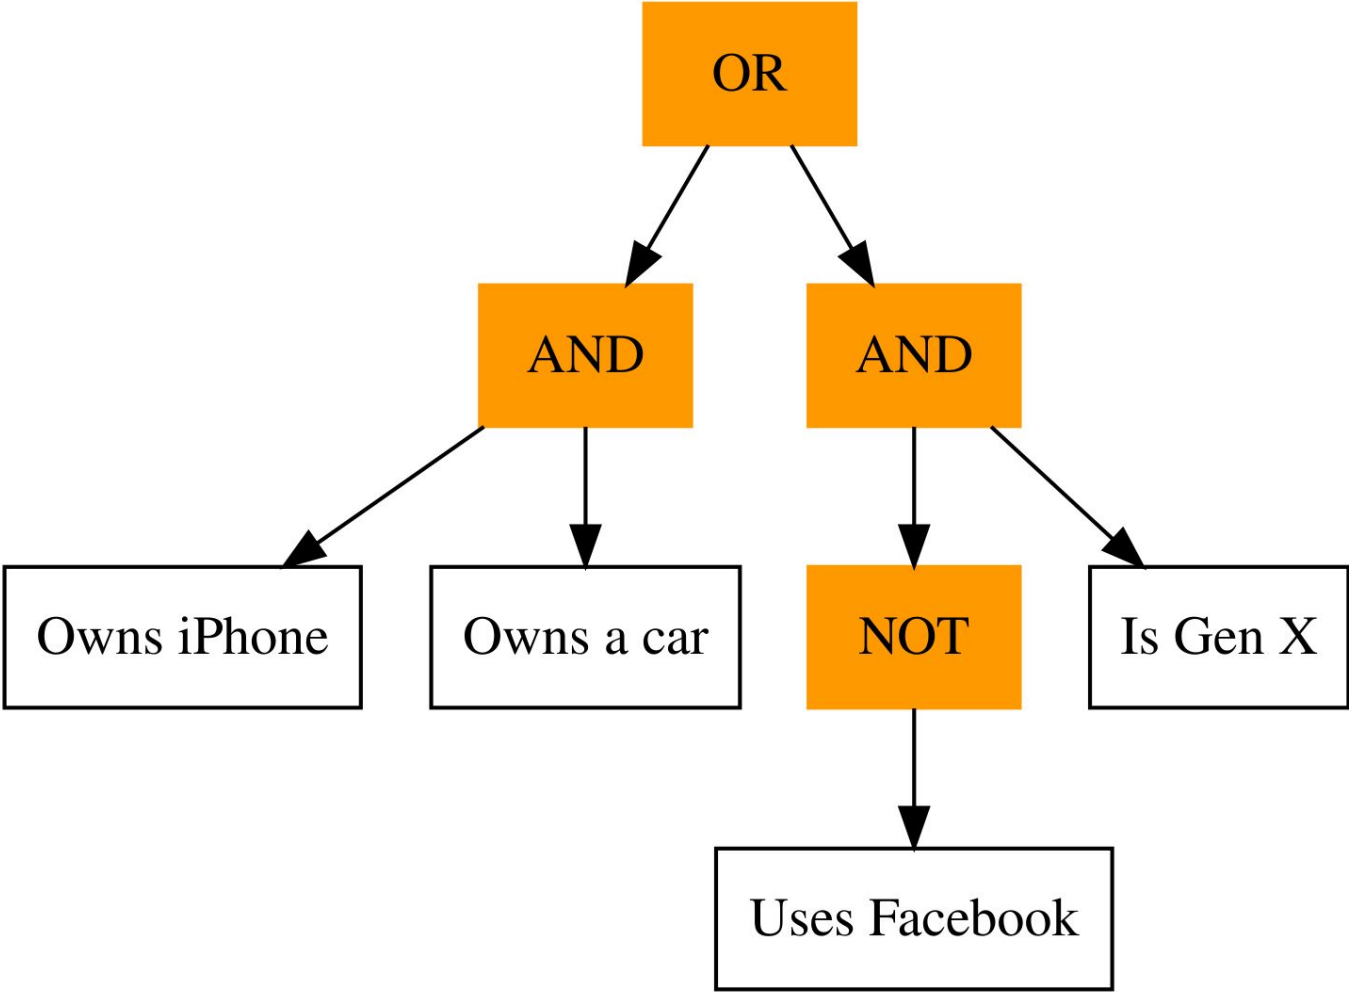 OR
AND
AND
Owns iPhone
Owns a car
NOT
Is Gen X
Uses Facebook